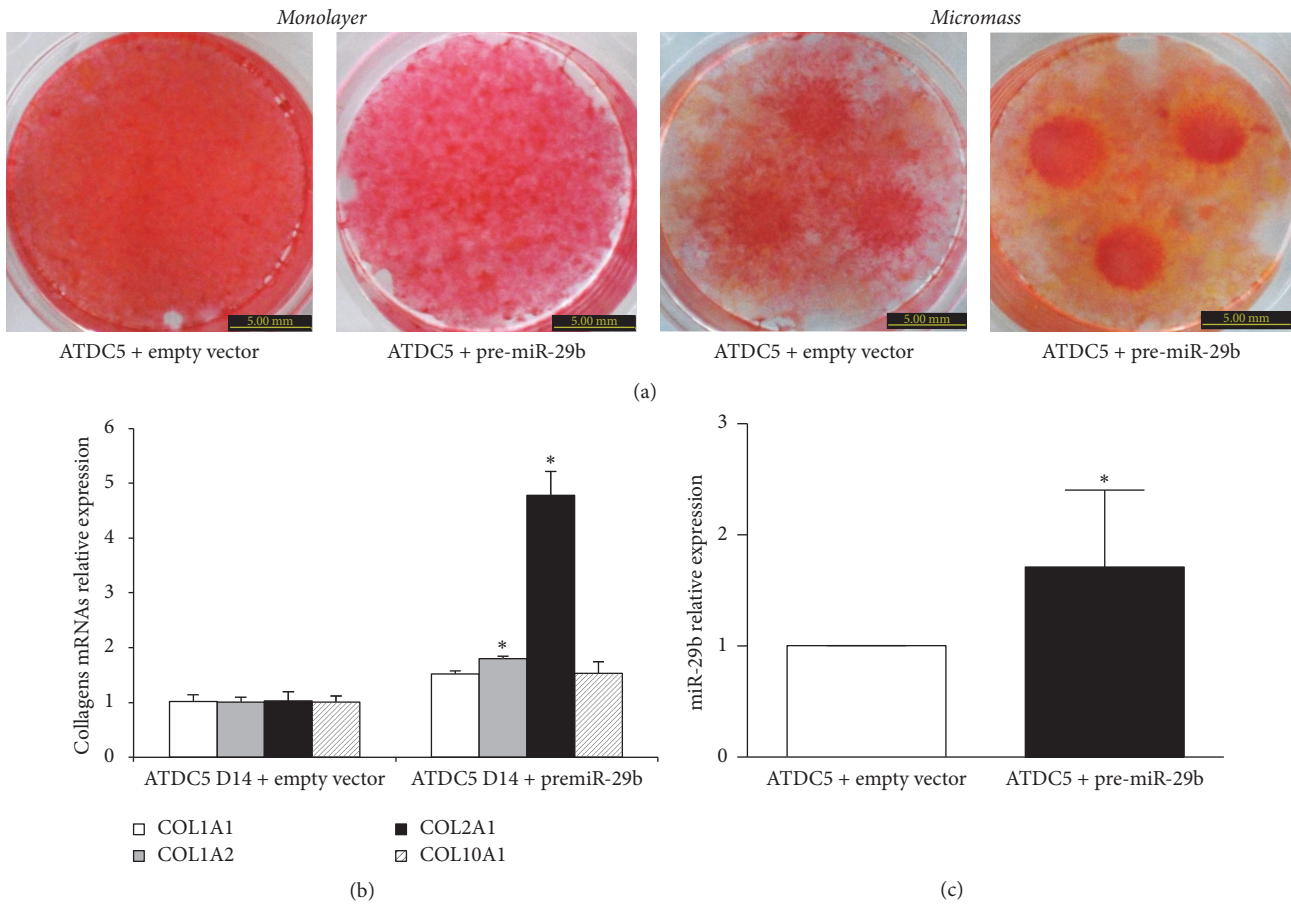 Monolayer Micromass
5.00 mm 5.00 mm 5.00 mm 5.00 mm
ATDC5 + empty vector ATDC5 + pre-miR-29b ATDC5 + empty vector ATDC5 + pre-miR-29b
(a)
Collagens mRNAs relative expression
6
5
4
3
2
1
0
*
*
ATDC5 D14 + empty vector ATDC5 D14 + premiR-29b
COL1A1 COL2A1
COL1A2 COL10A1
(b)
miR-29b relative expression
3
2
1
0
*
ATDC5 + empty vector ATDC5 + pre-miR-29b
(c)